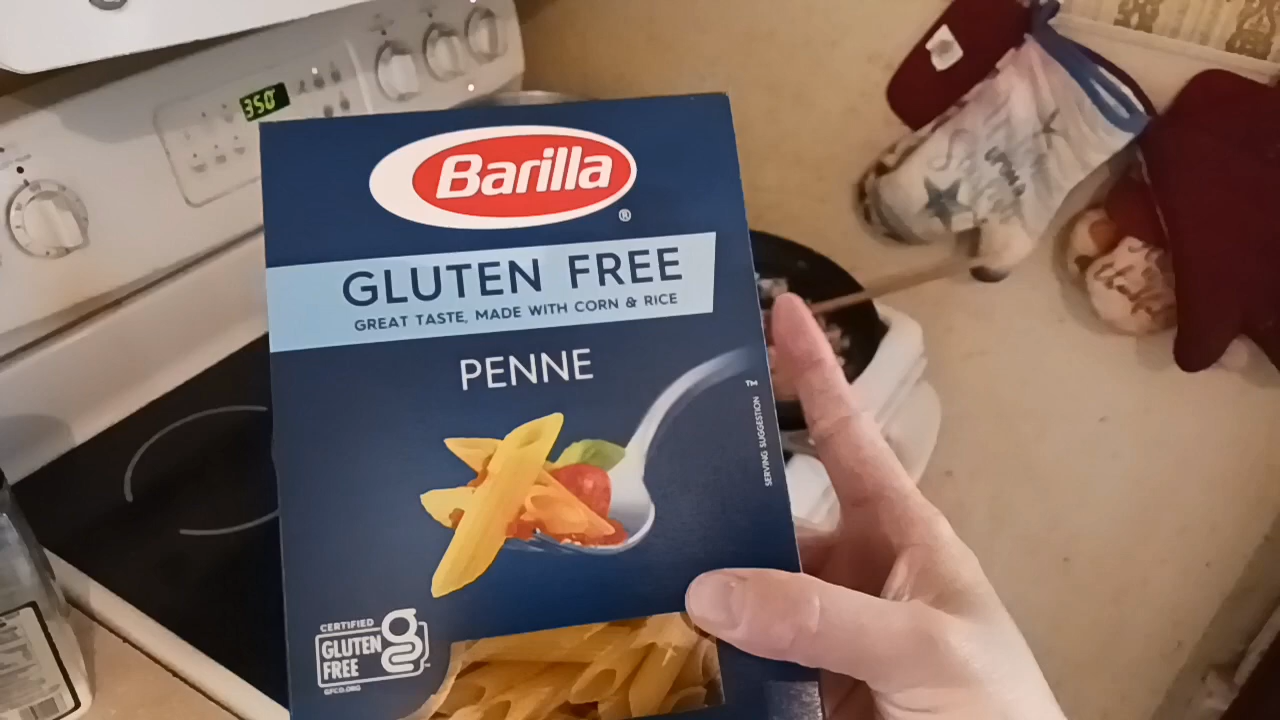 350°
Barilla
®
GLUTEN FREE
GREAT TASTE, MADE WITH CORN & RICE
PENNE
SERVING SUGGESTION
TM
CERTIFIED
GLUTEN
FREE
GFCO.ORG